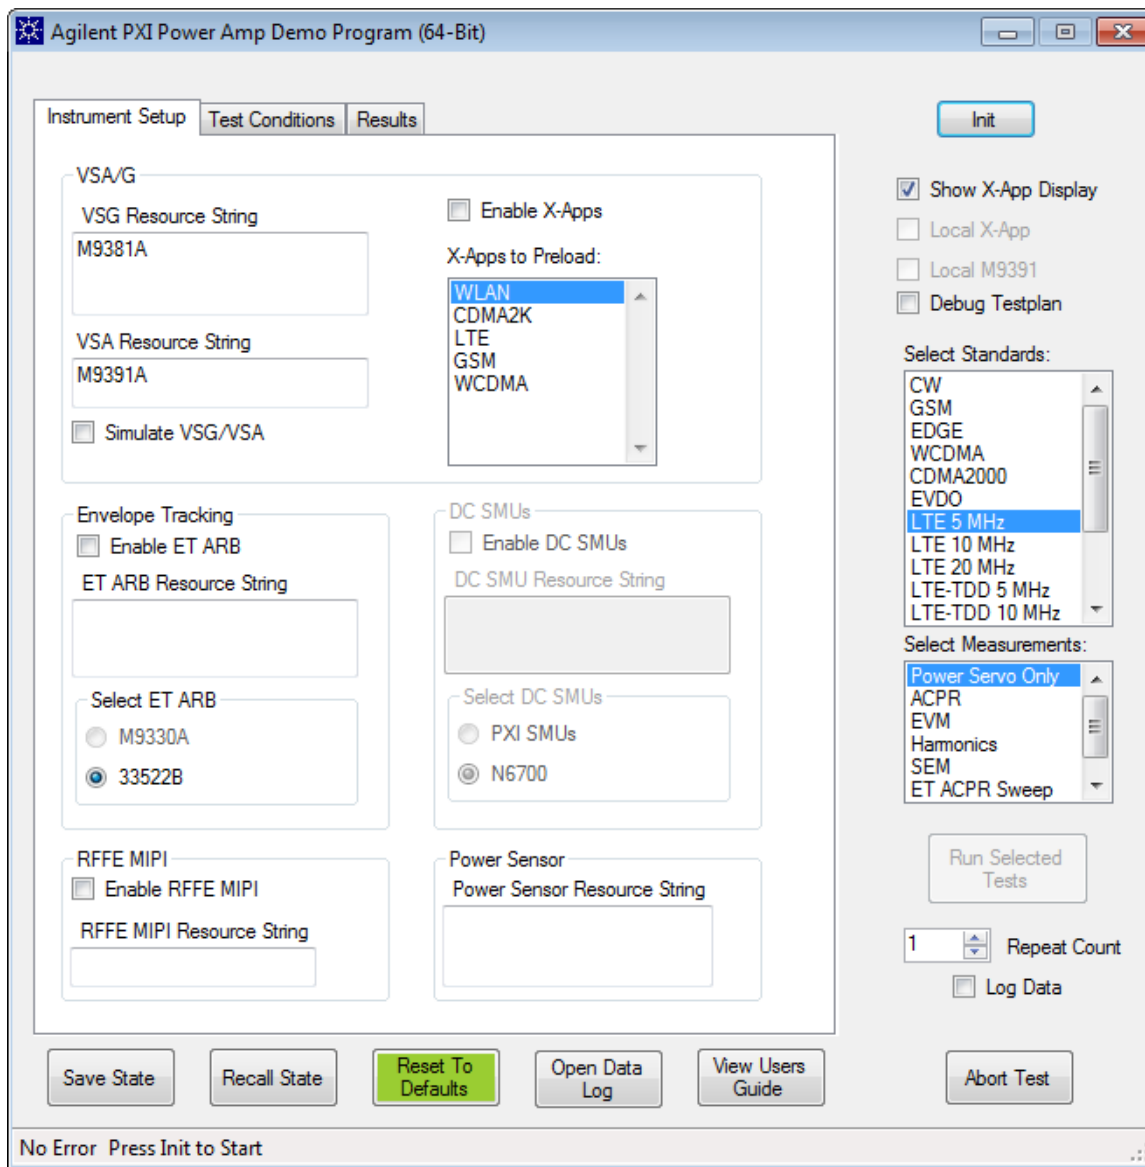 Agilent PXI Power Amp Demo Program (64-Bit)
Instrument Setup
Test Conditions
Results
VSA/G
VSG Resource String
M9381A
VSA Resource String
M9391A
Simulate VSG/VSA
Enable X-Apps
X-Apps to Preload:
WLAN
CDMA2K
LTE
GSM
WCDMA
Envelope Tracking
Enable ET ARB
ET ARB Resource String
Select ET ARB
M9330A
33522B
DC SMUs
Enable DC SMUs
DC SMU Resource String
Select DC SMUs
PXI SMUs
N6700
RFFE MIPI
Enable RFFE MIPI
RFFE MIPI Resource String
Power Sensor
Power Sensor Resource String
Init
Show X-App Display
Local X-App
Local M9391
Debug Testplan
Select Standards:
CW
GSM
EDGE
WCDMA
CDMA2000
EVDO
LTE 5 MHz
LTE 10 MHz
LTE 20 MHz
LTE-TDD 5 MHz
LTE-TDD 10 MHz
Select Measurements:
Power Servo Only
ACPR
EVM
Harmonics
SEM
ET ACPR Sweep
Run Selected
Tests
1
Repeat Count
Log Data
Save State
Recall State
Reset To
Defaults
Open Data
Log
View Users
Guide
Abort Test
No Error Press Init to Start